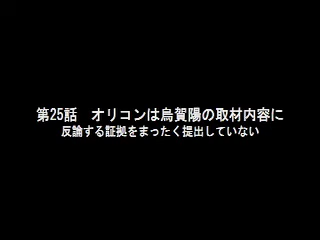 第25話　オリコンは烏賀陽の取材内容に
反論する証拠をまったく提出していない